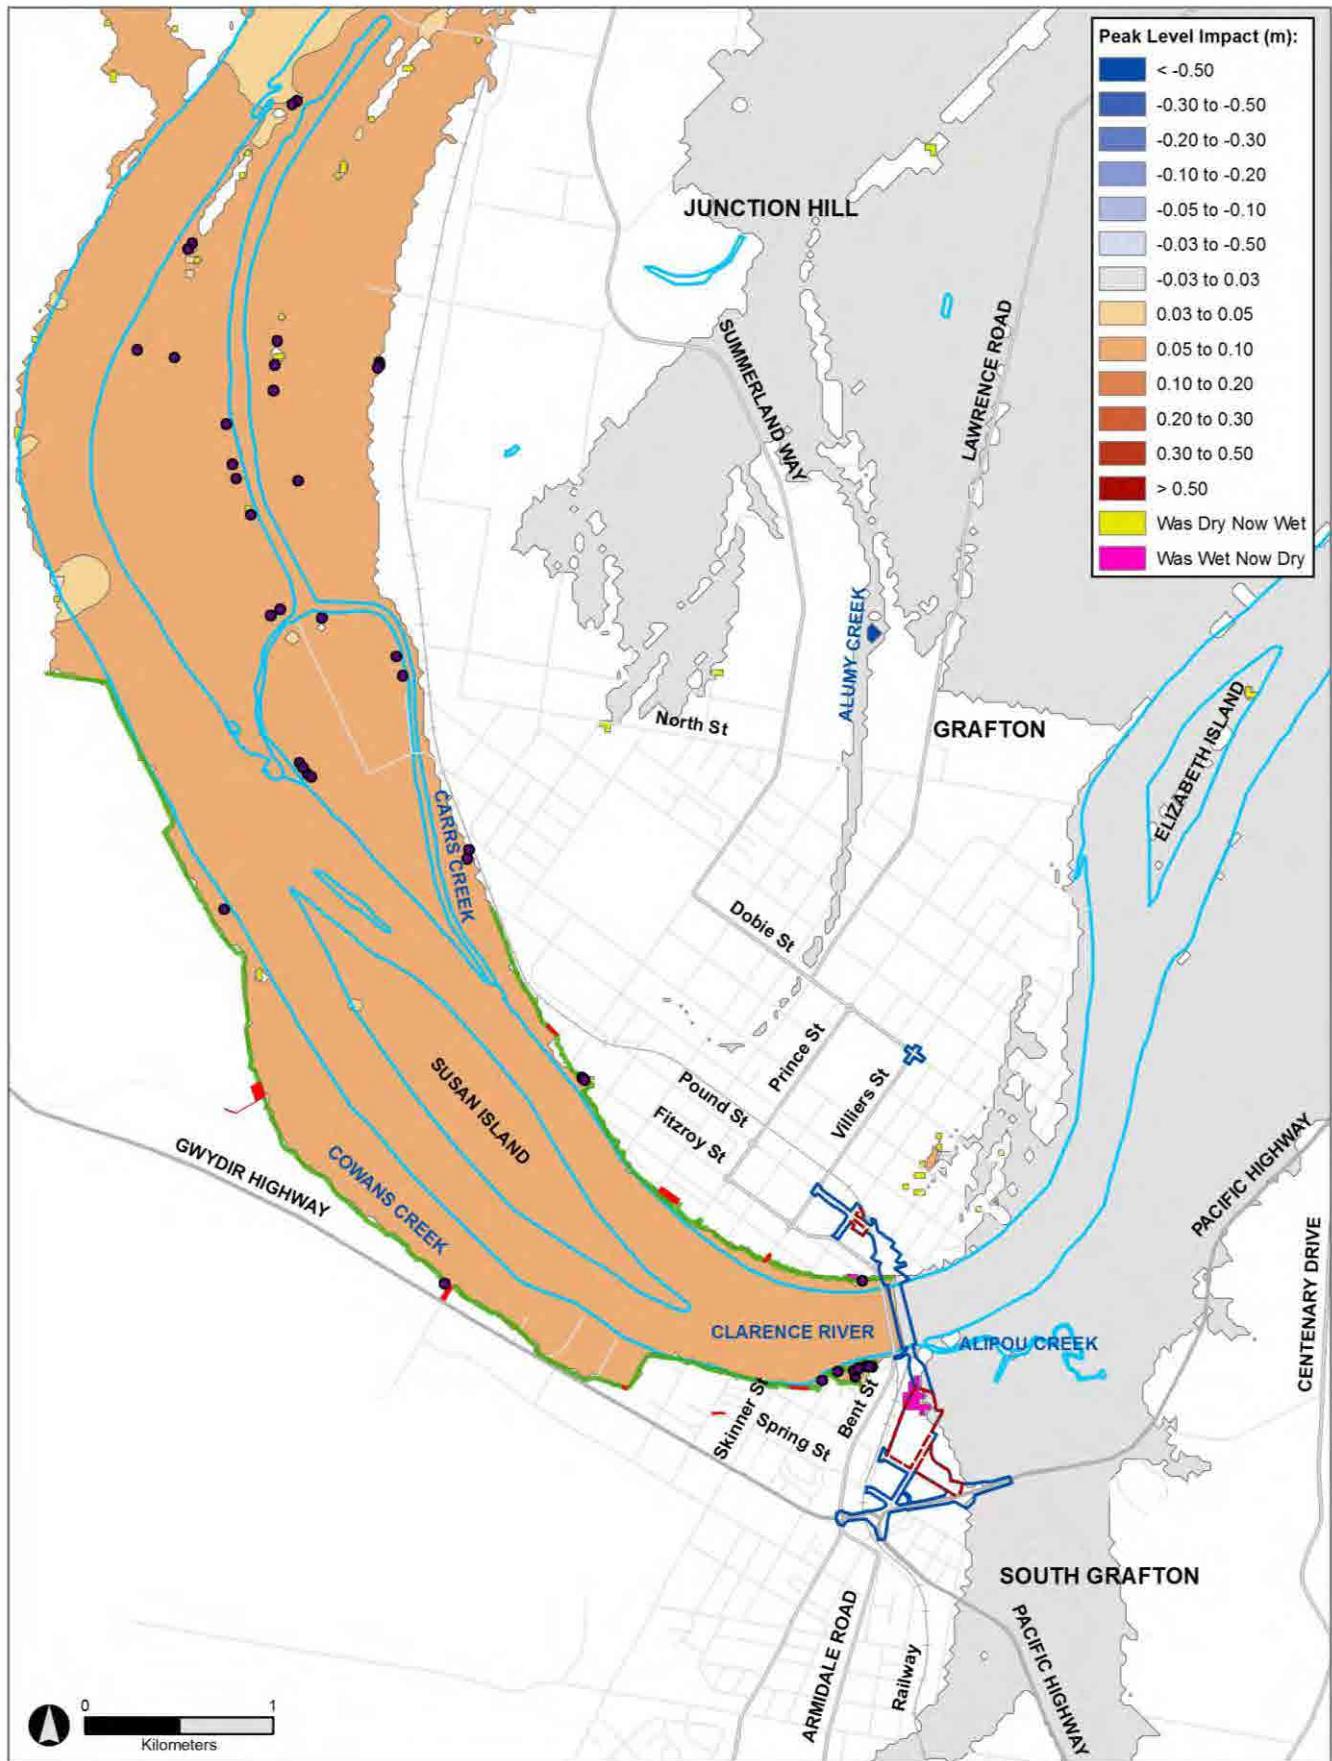 Peak Level Impact (m):
< -0.50
-0.30 to -0.50
-0.20 to -0.30
-0.10 to -0.20
-0.05 to -0.10
-0.03 to -0.50
-0.03 to 0.03
0.03 to 0.05
0.05 to 0.10
0.10 to 0.20
0.20 to 0.30
0.30 to 0.50
> 0.50
Was Dry Now Wet
Was Wet Now Dry
JUNCTION HILL
SUMMERLAND WAY
LAWRENCE ROAD
ALUMY CREEK
North St
GRAFTON
ELIZABETH ISLAND
CARRS CREEK
Dobie St
Prince St
Villiers St
Pound St
Fitzroy St
SUSAN ISLAND
COWANS CREEK
GWYDIR HIGHWAY
PACIFIC HIGHWAY
CENTENARY DRIVE
CLARENCE RIVER
ALIPOU CREEK
Skinner St
Spring St
Bent St
SOUTH GRAFTON
ARMIDALE ROAD
Railway
PACIFIC HIGHWAY
0 1
Kilometers